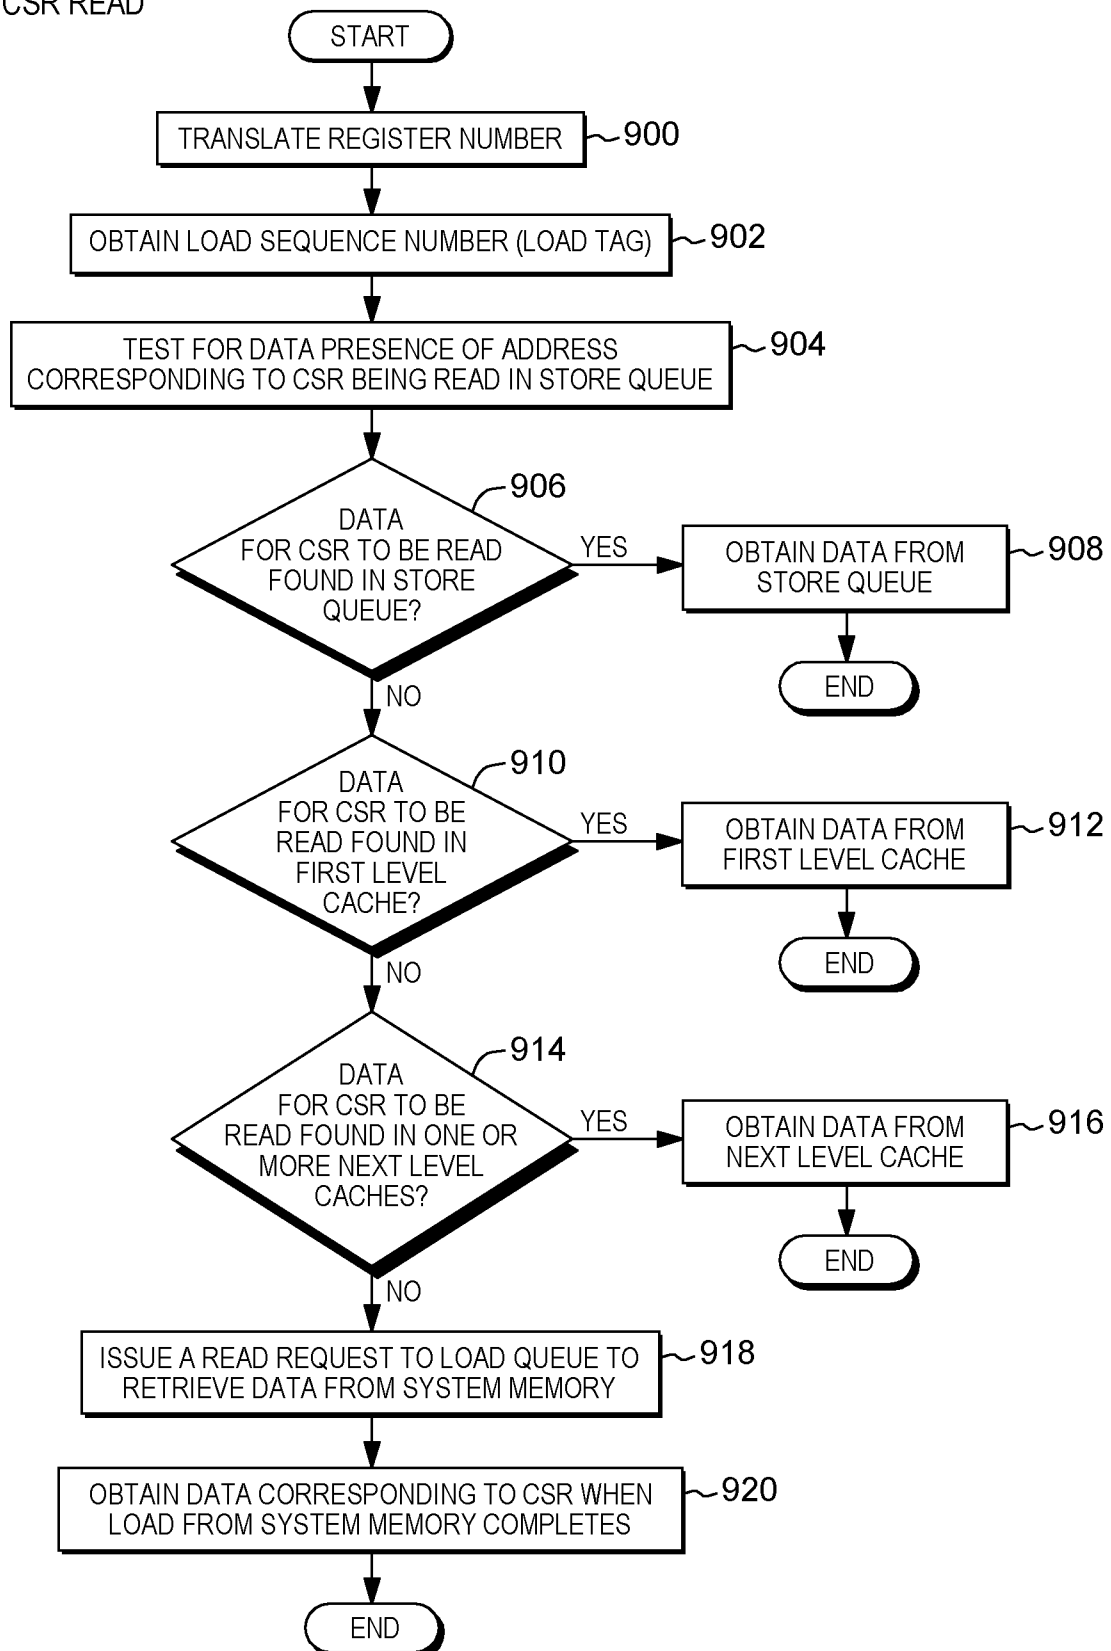 CSR READ
START
TRANSLATE REGISTER NUMBER
900
OBTAIN LOAD SEQUENCE NUMBER (LOAD TAG)
902
TEST FOR DATA PRESENCE OF ADDRESS
CORRESPONDING TO CSR BEING READ IN STORE QUEUE
904
906
DATA
FOR CSR TO BE READ
FOUND IN STORE
QUEUE?
YES
OBTAIN DATA FROM
STORE QUEUE
908
END
NO
910
DATA
FOR CSR TO BE
READ FOUND IN
FIRST LEVEL
CACHE?
YES
OBTAIN DATA FROM
FIRST LEVEL CACHE
912
END
NO
914
DATA
FOR CSR TO BE
READ FOUND IN ONE OR
MORE NEXT LEVEL
CACHES?
YES
OBTAIN DATA FROM
NEXT LEVEL CACHE
916
END
NO
ISSUE A READ REQUEST TO LOAD QUEUE TO
RETRIEVE DATA FROM SYSTEM MEMORY
918
OBTAIN DATA CORRESPONDING TO CSR WHEN
LOAD FROM SYSTEM MEMORY COMPLETES
920
END